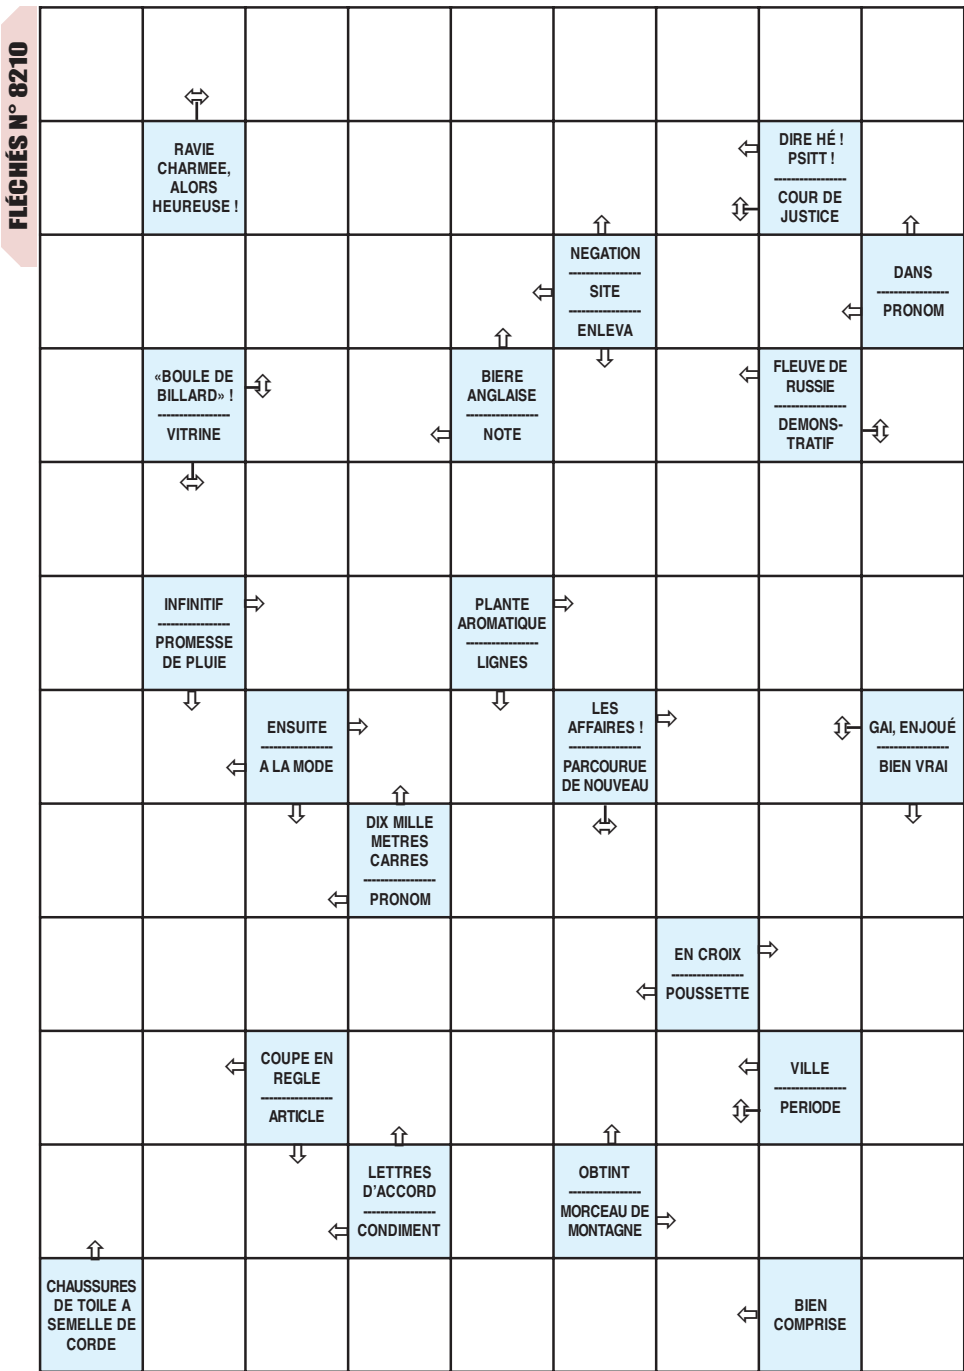 FLÉCHÉS N° 8210
RAVIE
CHARMEE,
ALORS
HEUREUSE !
DIRE HÉ !
PSITT !
COUR DE
JUSTICE
NEGATION
SITE
ENLEVA
DANS
PRONOM
«BOULE DE
BILLARD» !
VITRINE
BIERE
ANGLAISE
NOTE
FLEUVE DE
RUSSIE
DEMONS-
TRATIF
INFINITIF
PROMESSE
DE PLUIE
PLANTE
AROMATIQUE
LIGNES
ENSUITE
A LA MODE
LES
AFFAIRES !
PARCOURUE
DE NOUVEAU
GAI, ENJOUÉ
BIEN VRAI
DIX MILLE
METRES
CARRES
PRONOM
EN CROIX
POUSSETTE
COUPE EN
REGLE
ARTICLE
VILLE
PERIODE
LETTRES
D'ACCORD
CONDIMENT
OBTINT
MORCEAU DE
MONTAGNE
CHAUSSURES
DE TOILE A
SEMELLE DE
CORDE
BIEN
COMPRISE